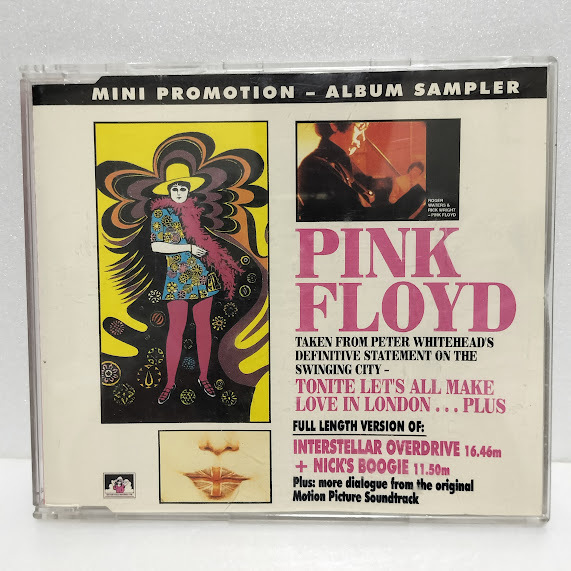 MINI PROMOTION – ALBUM SAMPLER
ROGER
WATERS &
RICK WRIGHT
– PINK FLOYD
PINK
FLOYD
TAKEN FROM PETER WHITEHEAD'S
DEFINITIVE STATEMENT ON THE
SWINGING CITY –
TONITE LET'S ALL MAKE
LOVE IN LONDON . . . PLUS
FULL LENGTH VERSION OF:
INTERSTELLAR OVERDRIVE 16.46m
+ NICK'S BOOGIE 11.50m
Plus: more dialogue from the original
Motion Picture Soundtrack